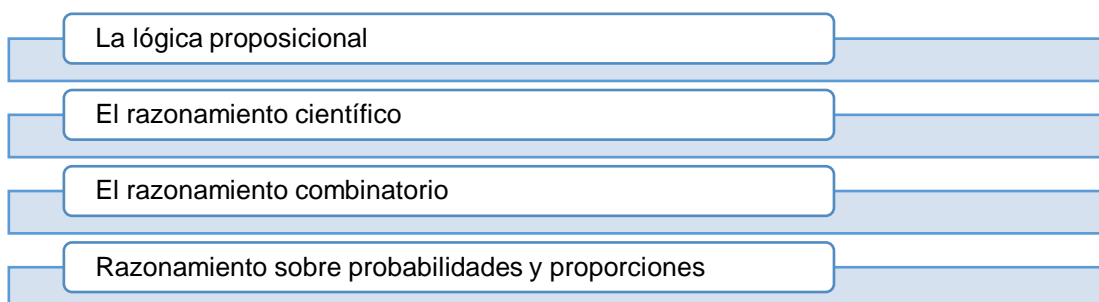 La lógica proposicional
El razonamiento científico
El razonamiento combinatorio
Razonamiento sobre probabilidades y proporciones